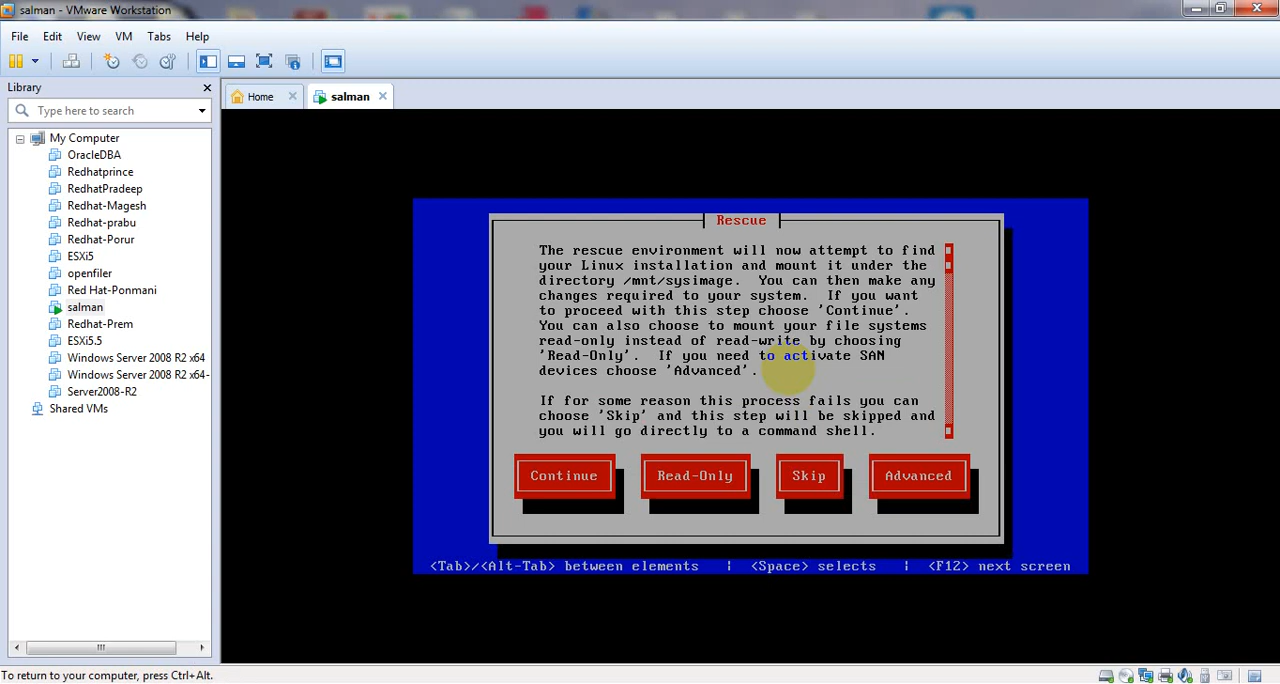 salman - VMware Workstation
File Edit View VM Tabs Help
Library
Type here to search
Home
salman
My Computer
OracleDBA
Redhatprince
RedhatPradeep
Redhat-Magesh
Redhat-prabu
Redhat-Porur
ESXi5
openfiler
Red Hat-Ponmani
salman
Redhat-Prem
ESXi5.5
Windows Server 2008 R2 x64
Windows Server 2008 R2 x64-
Server2008-R2
Shared VMs
Rescue
The rescue environment will now attempt to find
your Linux installation and mount it under the
directory /mnt/sysimage. You can then make any
changes required to your system. If you want
to proceed with this step choose 'Continue'.
You can also choose to mount your file systems
read-only instead of read-write by choosing
'Read-Only'. If you need to activate SAN
devices choose 'Advanced'.
If for some reason this process fails you can
choose 'Skip' and this step will be skipped and
you will go directly to a command shell.
Continue Read-Only Skip Advanced
<Tab>/<Alt-Tab> between elements | <Space> selects | <F12> next screen
To return to your computer, press Ctrl+Alt.